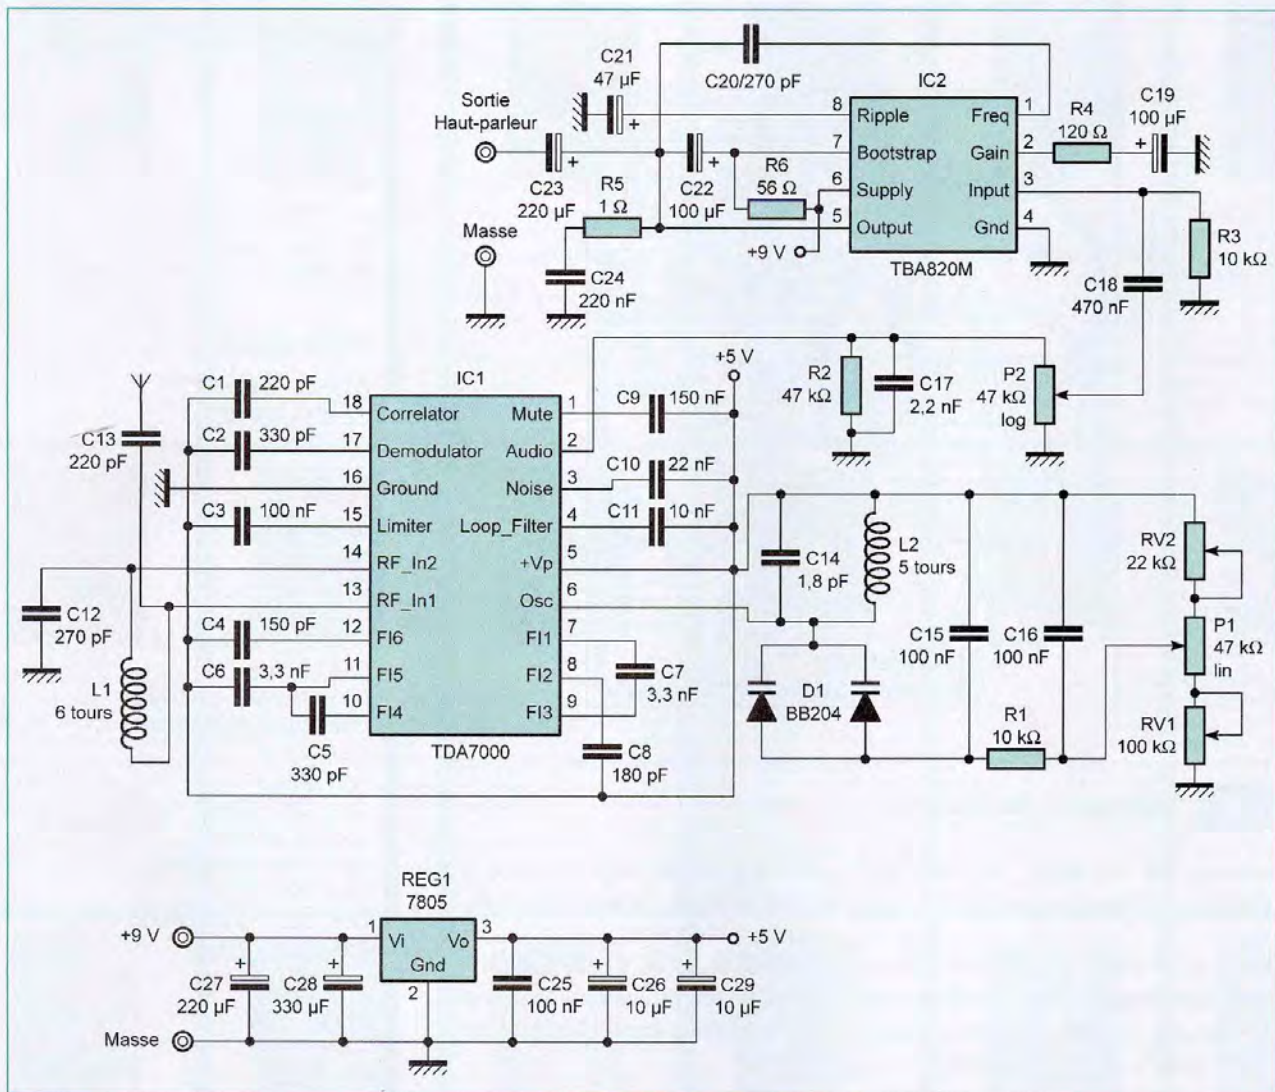 C21
47 µF
C20/270 pF
Sortie
Haut-parleur
C23
220 µF
R5
1 Ω
C22
100 µF
R6
56 Ω
+9 V
Masse
C24
220 nF
IC2
8 Ripple Freq 1
7 Bootstrap Gain 2
6 Supply Input 3
5 Output Gnd 4
TBA820M
R4
120 Ω
C19
100 µF
R3
10 kΩ
C18
470 nF
+5 V
R2
47 kΩ
C17
2,2 nF
P2
47 kΩ
log
C13
220 pF
C1 220 pF
C2 330 pF
C3 100 nF
C12
270 pF
C4 150 pF
C6 3,3 nF
L1
6 tours
C5
330 pF
IC1
18 Correlator Mute 1
17 Demodulator Audio 2
16 Ground Noise 3
15 Limiter Loop_Filter 4
14 RF_In2 +Vp 5
13 RF_In1 Osc 6
12 FI6 FI1 7
11 FI5 FI2 8
10 FI4 FI3 9
TDA7000
C9 150 nF
C10 22 nF
C11 10 nF
C7
3,3 nF
C8
180 pF
C14
1,8 pF
L2
5 tours
D1
BB204
C15
100 nF
C16
100 nF
R1
10 kΩ
RV2
22 kΩ
P1
47 kΩ
lin
RV1
100 kΩ
REG1
7805
+9 V
1 Vi Vo 3
Gnd
2
+5 V
C27
220 µF
C28
330 µF
C25
100 nF
C26
10 µF
C29
10 µF
Masse